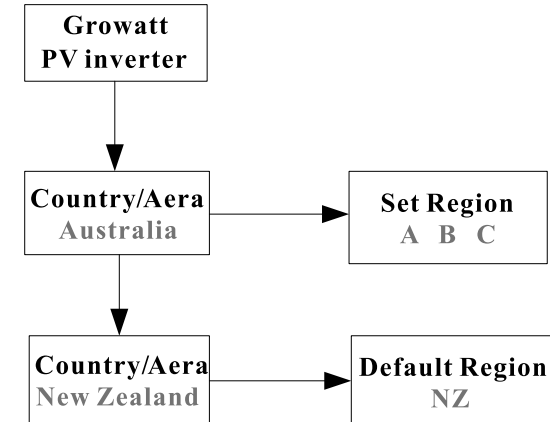 Growatt
PV inverter
Country/Aera
Australia
Set Region
A B C
Country/Aera
New Zealand
Default Region
NZ